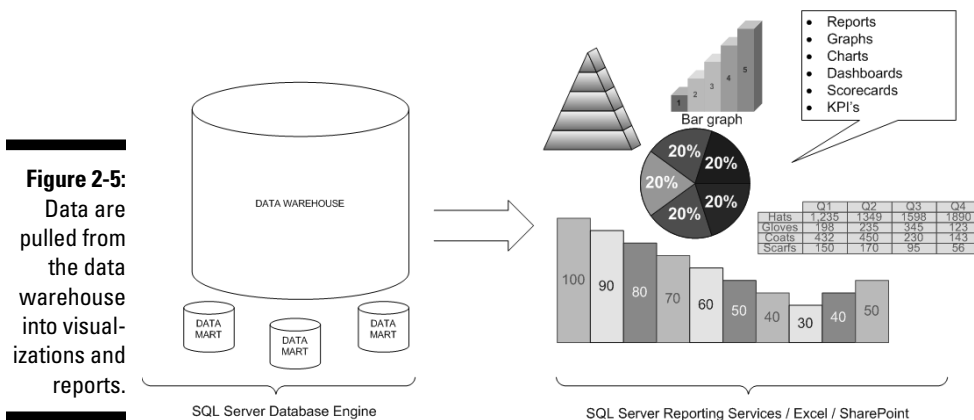 Figure 2-5:
Data are
pulled from
the data
warehouse
into visual-
izations and
reports.
DATA WAREHOUSE
DATA
MART
DATA
MART
DATA
MART
SQL Server Database Engine
1
2
3
4
5
Bar graph
• Reports
• Graphs
• Charts
• Dashboards
• Scorecards
• KPI's
20%
20%
20%
20%
20%
Q1 Q2 Q3 Q4
Hats 1,235 1349 1598 1890
Gloves 198 235 345 123
Coats 432 450 230 143
Scarfs 150 170 95 56
100
90
80
70
60
50
40
30
40
50
SQL Server Reporting Services / Excel / SharePoint